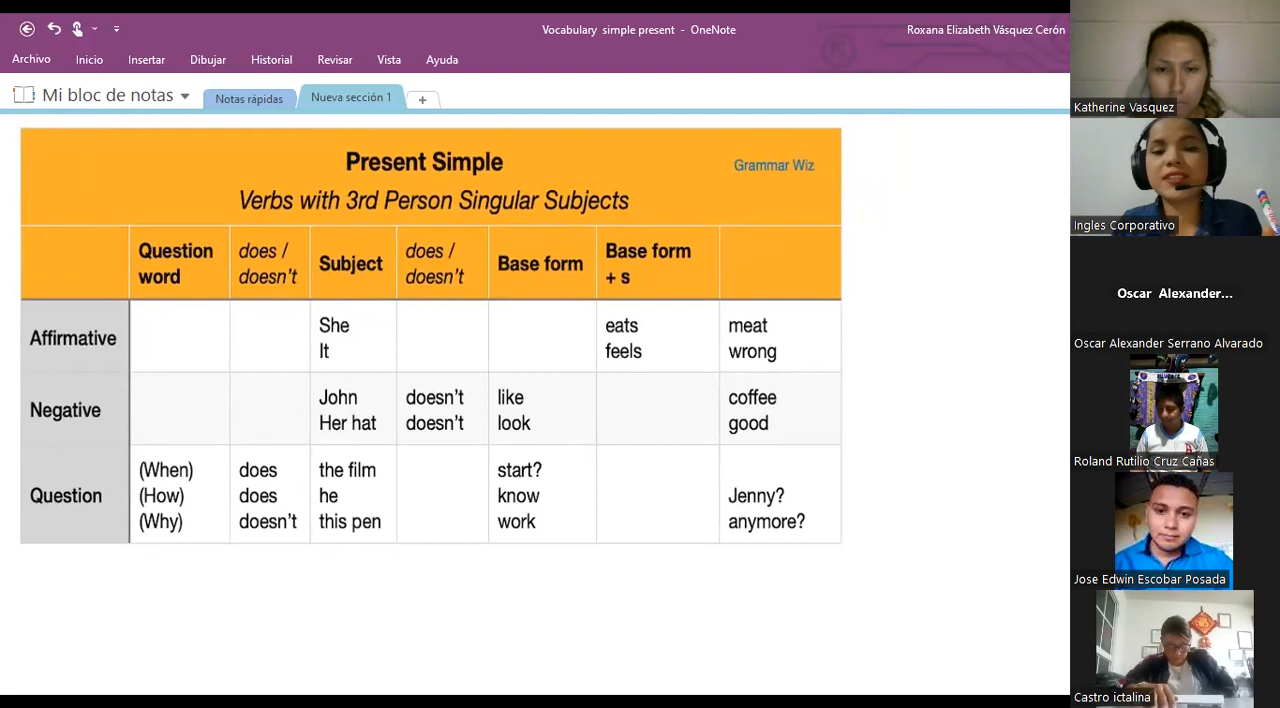 Vocabulary simple present - OneNote
Roxana Elizabeth Vásquez Cerón
Archivo Inicio Insertar Dibujar Historial Revisar Vista Ayuda
Mi bloc de notas Notas rápidas Nueva sección 1 +
Present Simple
Grammar Wiz
Verbs with 3rd Person Singular Subjects
Question word
does / doesn't
Subject
does / doesn't
Base form
Base form + s
Affirmative
She eats meat
It feels wrong
Negative
John doesn't like coffee
Her hat doesn't look good
Question
(When) does the film start?
(How) does he know Jenny?
(Why) doesn't this pen work anymore?
Katherine Vasquez
Ingles Corporativo
Oscar Alexander...
Oscar Alexander Serrano Alvarado
Roland Rutilio Cruz Cañas
Jose Edwin Escobar Posada
Castro ictalina